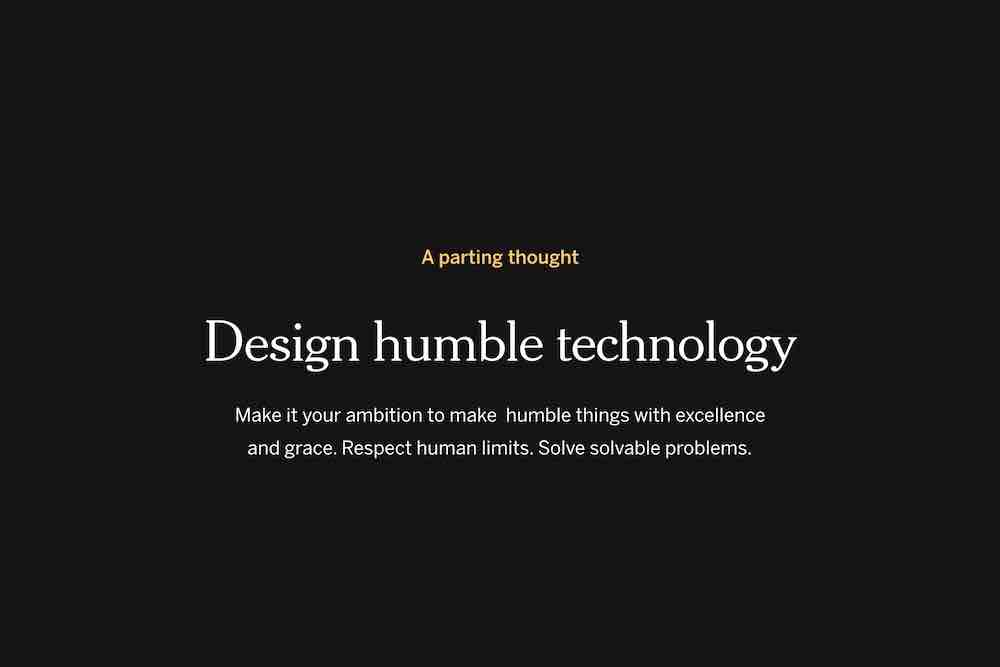 A parting thought
Design humble technology
Make it your ambition to make  humble things with excellence
and grace. Respect human limits. Solve solvable problems.